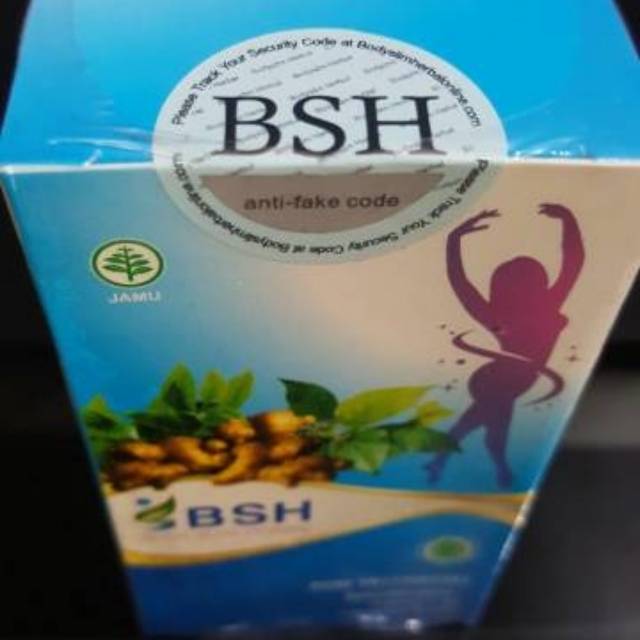 Please Track Your Security Code at Bodyslimherbalonline.com
BSH
anti-fake code
Please Track Your Security Code at Bodyslimherbalonline.com
JAMU
BSH